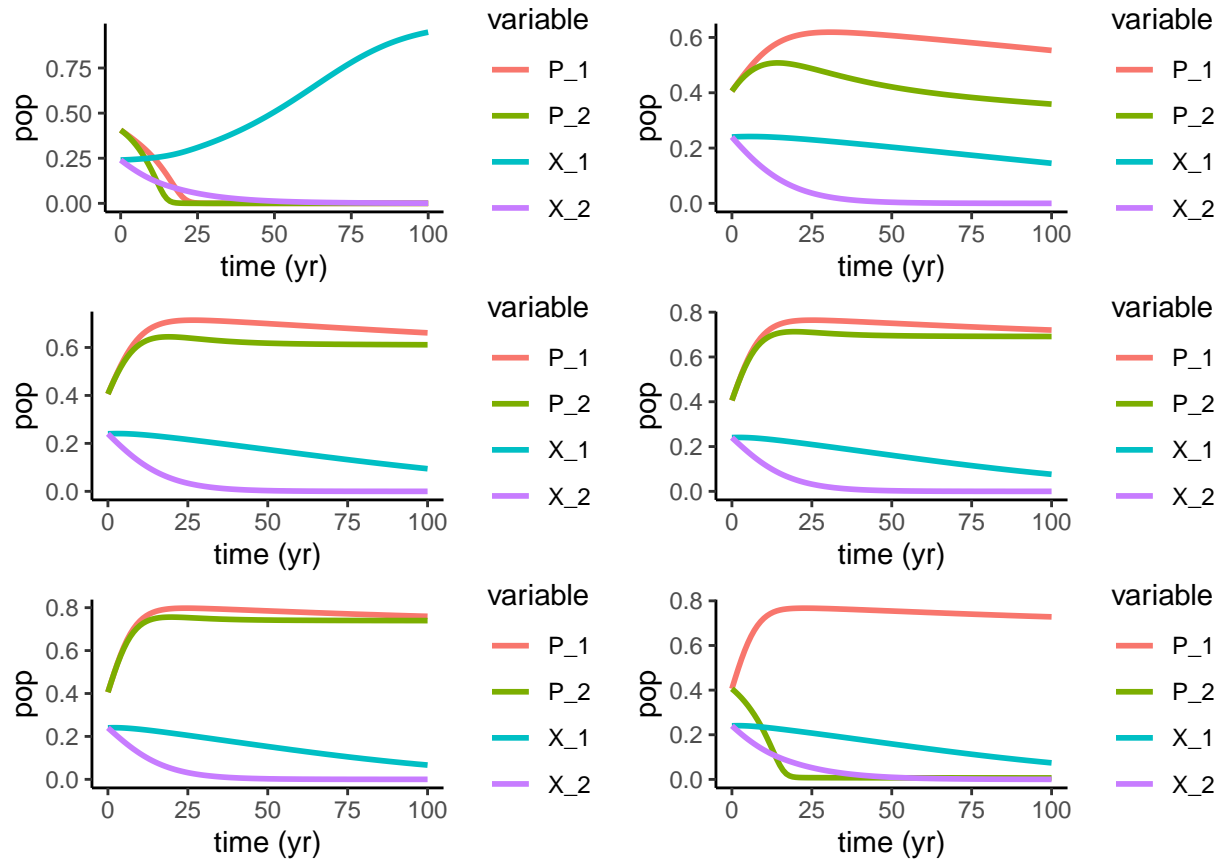 variable
P_1
P_2
X_1
X_2
pop
0.75
0.50
0.25
0.00
0 25 50 75 100
time (yr)
variable
P_1
P_2
X_1
X_2
pop
0.6
0.4
0.2
0.0
0 25 50 75 100
time (yr)
variable
P_1
P_2
X_1
X_2
pop
0.6
0.4
0.2
0.0
0 25 50 75 100
time (yr)
variable
P_1
P_2
X_1
X_2
pop
0.8
0.6
0.4
0.2
0.0
0 25 50 75 100
time (yr)
variable
P_1
P_2
X_1
X_2
pop
0.8
0.6
0.4
0.2
0.0
0 25 50 75 100
time (yr)
variable
P_1
P_2
X_1
X_2
pop
0.8
0.6
0.4
0.2
0.0
0 25 50 75 100
time (yr)